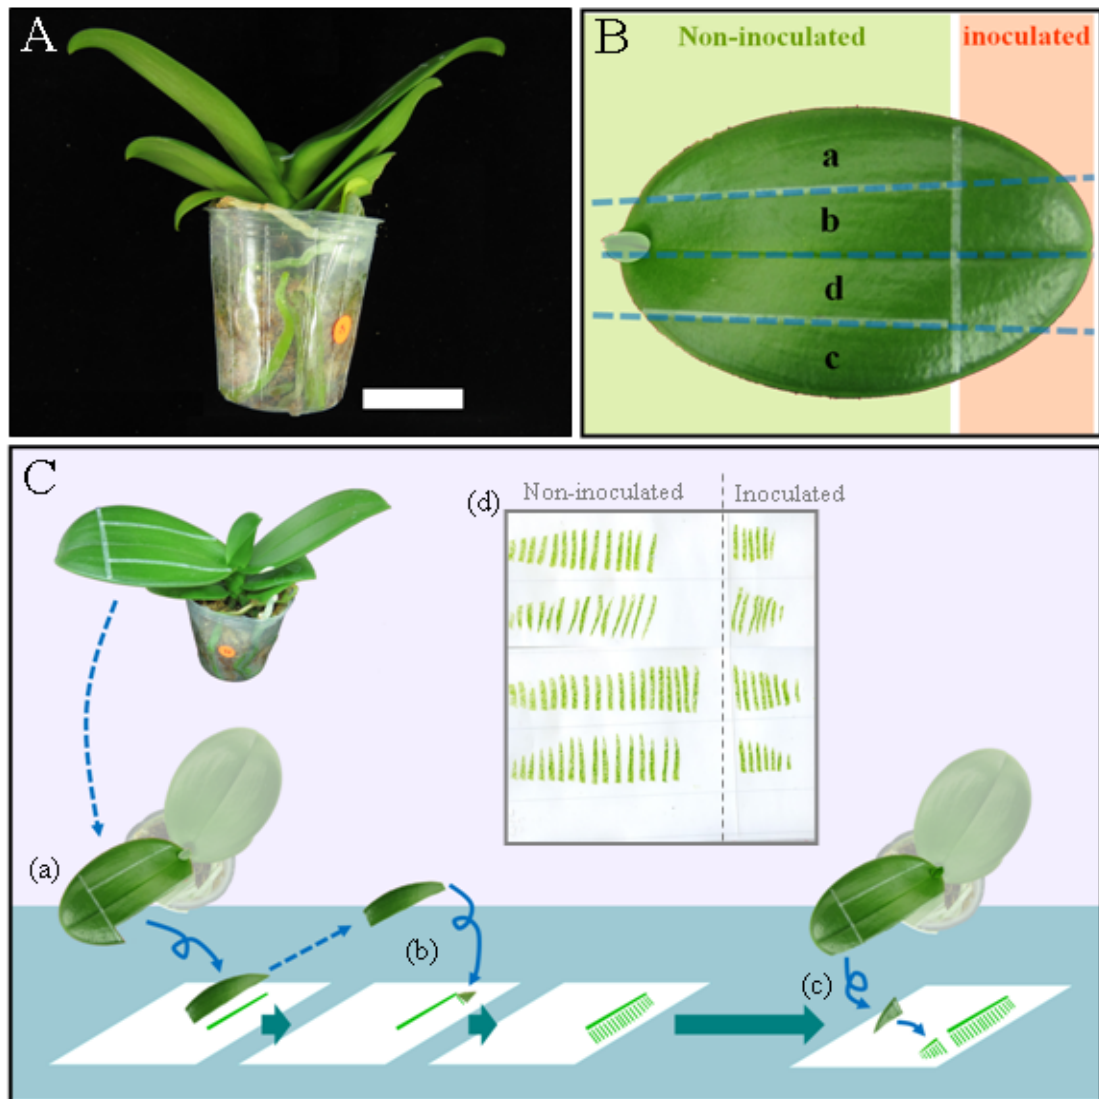 A
B
Non-inoculated
inoculated
a
b
d
c
C
(d)
Non-inoculated
Inoculated
(a)
(b)
(c)